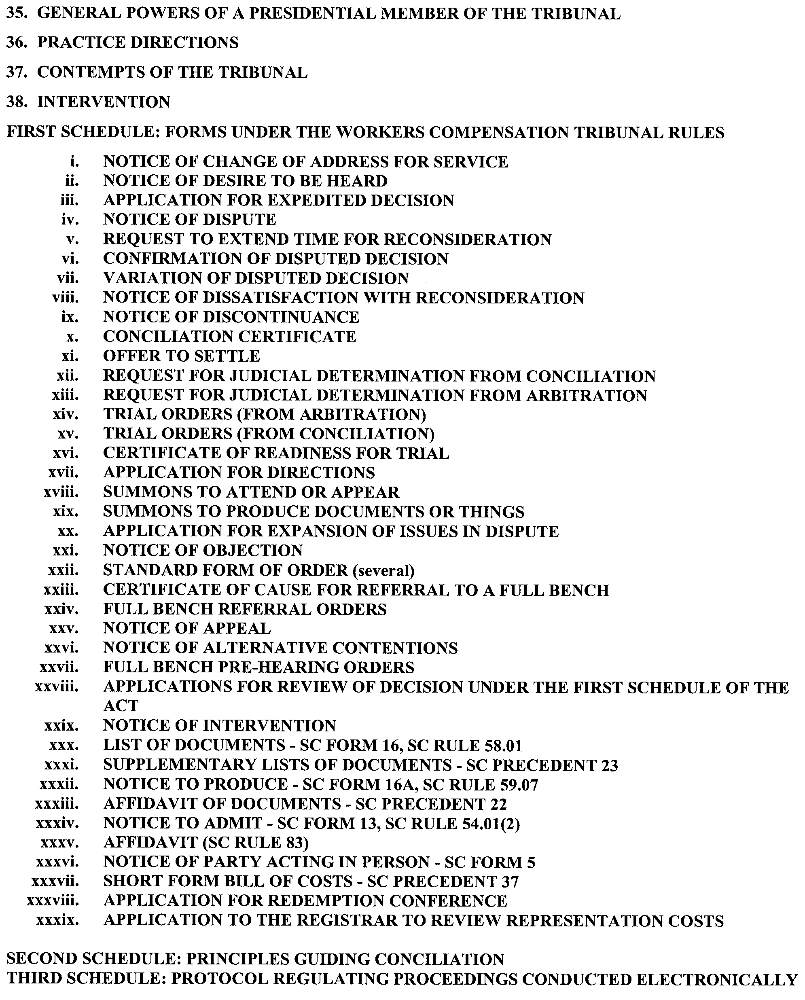 35. GENERAL POWERS OF A PRESIDENTIAL MEMBER OF THE TRIBUNAL
36. PRACTICE DIRECTIONS
37. CONTEMPTS OF THE TRIBUNAL
38. INTERVENTION
FIRST SCHEDULE: FORMS UNDER THE WORKERS COMPENSATION TRIBUNAL RULES
i. NOTICE OF CHANGE OF ADDRESS FOR SERVICE
ii. NOTICE OF DESIRE TO BE HEARD
iii. APPLICATION FOR EXPEDITED DECISION
iv. NOTICE OF DISPUTE
v. REQUEST TO EXTEND TIME FOR RECONSIDERATION
vi. CONFIRMATION OF DISPUTED DECISION
vii. VARIATION OF DISPUTED DECISION
viii. NOTICE OF DISSATISFACTION WITH RECONSIDERATION
ix. NOTICE OF DISCONTINUANCE
x. CONCILIATION CERTIFICATE
xi. OFFER TO SETTLE
xii. REQUEST FOR JUDICIAL DETERMINATION FROM CONCILIATION
xiii. REQUEST FOR JUDICIAL DETERMINATION FROM ARBITRATION
xiv. TRIAL ORDERS (FROM ARBITRATION)
xv. TRIAL ORDERS (FROM CONCILIATION)
xvi. CERTIFICATE OF READINESS FOR TRIAL
xvii. APPLICATION FOR DIRECTIONS
xviii. SUMMONS TO ATTEND OR APPEAR
xix. SUMMONS TO PRODUCE DOCUMENTS OR THINGS
xx. APPLICATION FOR EXPANSION OF ISSUES IN DISPUTE
xxi. NOTICE OF OBJECTION
xxii. STANDARD FORM OF ORDER (several)
xxiii. CERTIFICATE OF CAUSE FOR REFERRAL TO A FULL BENCH
xxiv. FULL BENCH REFERRAL ORDERS
xxv. NOTICE OF APPEAL
xxvi. NOTICE OF ALTERNATIVE CONTENTIONS
xxvii. FULL BENCH PRE-HEARING ORDERS
xxviii. APPLICATIONS FOR REVIEW OF DECISION UNDER THE FIRST SCHEDULE OF THE
ACT
xxix. NOTICE OF INTERVENTION
xxx. LIST OF DOCUMENTS - SC FORM 16, SC RULE 58.01
xxxi. SUPPLEMENTARY LISTS OF DOCUMENTS - SC PRECEDENT 23
xxxii. NOTICE TO PRODUCE - SC FORM 16A, SC RULE 59.07
xxxiii. AFFIDAVIT OF DOCUMENTS - SC PRECEDENT 22
xxxiv. NOTICE TO ADMIT - SC FORM 13, SC RULE 54.01(2)
xxxv. AFFIDAVIT (SC RULE 83)
xxxvi. NOTICE OF PARTY ACTING IN PERSON - SC FORM 5
xxxvii. SHORT FORM BILL OF COSTS - SC PRECEDENT 37
xxxviii. APPLICATION FOR REDEMPTION CONFERENCE
xxxix. APPLICATION TO THE REGISTRAR TO REVIEW REPRESENTATION COSTS
SECOND SCHEDULE: PRINCIPLES GUIDING CONCILIATION
THIRD SCHEDULE: PROTOCOL REGULATING PROCEEDINGS CONDUCTED ELECTRONICALLY